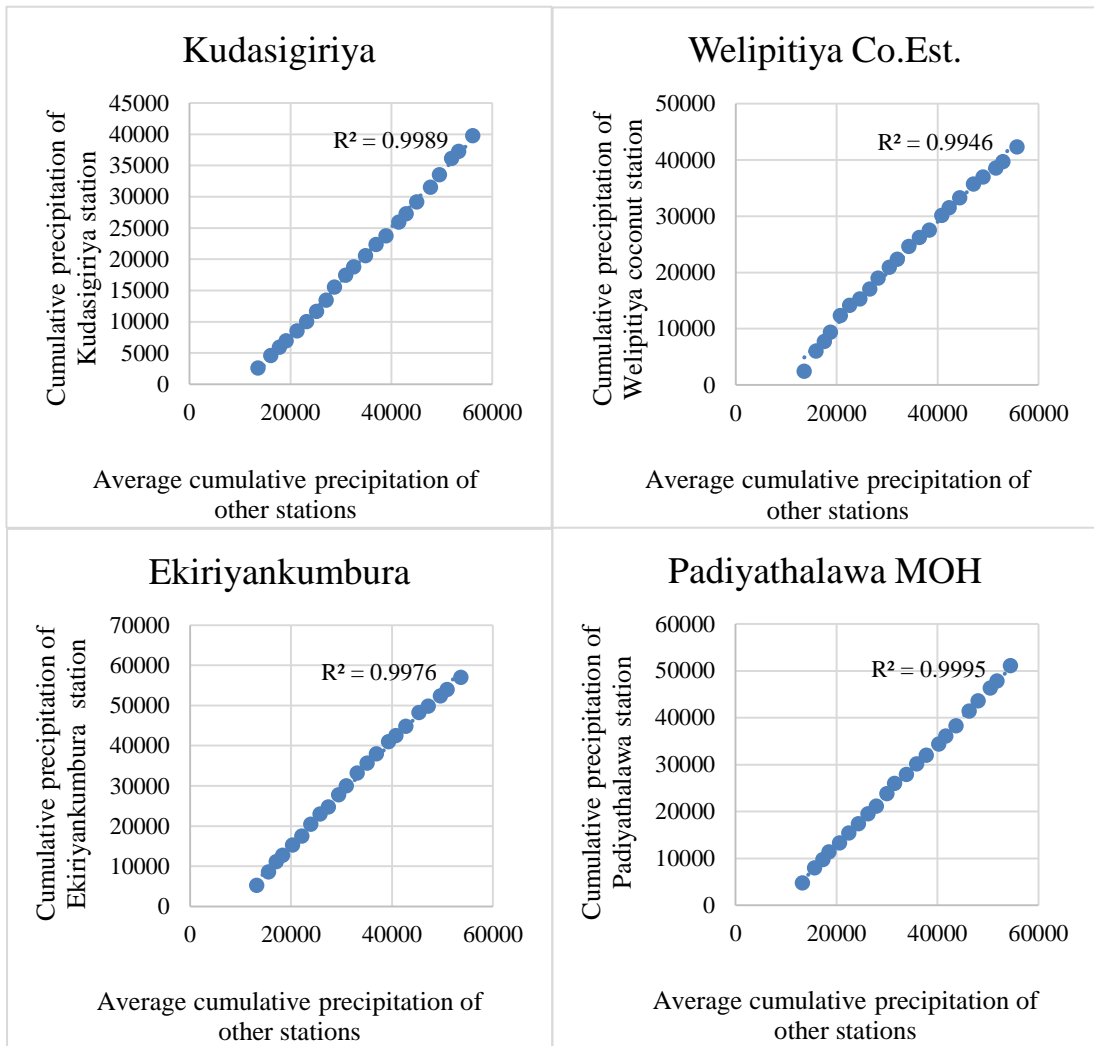 Kudasigiriya
Cumulative precipitation of
Kudasigiriya station
45000
40000
35000
30000
25000
20000
15000
10000
5000
0
R² = 0.9989
0 20000 40000 60000
Average cumulative precipitation of
other stations
Welipitiya Co.Est.
Cumulative precipitation of
Welipitiya coconut station
50000
40000
30000
20000
10000
0
R² = 0.9946
0 20000 40000 60000
Average cumulative precipitation of
other stations
Ekiriyankumbura
Cumulative precipitation of
Ekiriyankumbura station
70000
60000
50000
40000
30000
20000
10000
0
R² = 0.9976
0 20000 40000 60000
Average cumulative precipitation of
other stations
Padiyathalawa MOH
Cumulative precipitation of
Padiyathalawa station
60000
50000
40000
30000
20000
10000
0
R² = 0.9995
0 20000 40000 60000
Average cumulative precipitation of
other stations